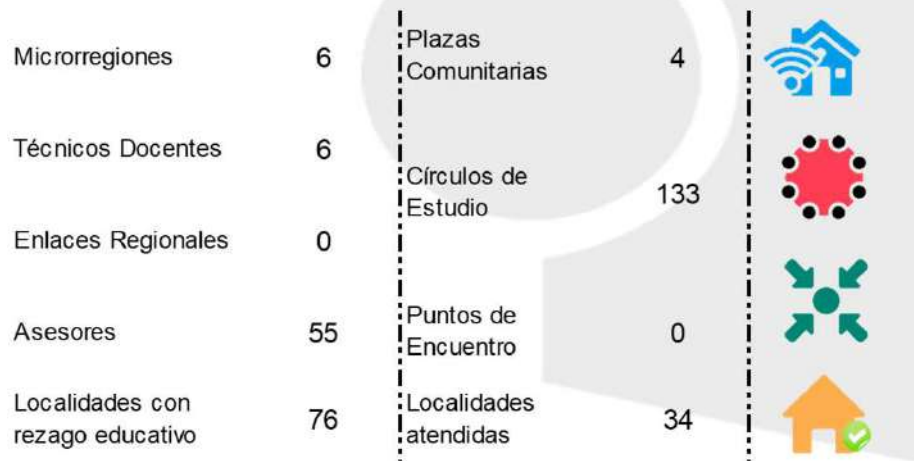 Microrregiones 6
Técnicos Docentes 6
Enlaces Regionales 0
Asesores 55
Localidades con
rezago educativo 76
Plazas
Comunitarias 4
Círculos de
Estudio 133
Puntos de
Encuentro 0
Localidades
atendidas 34